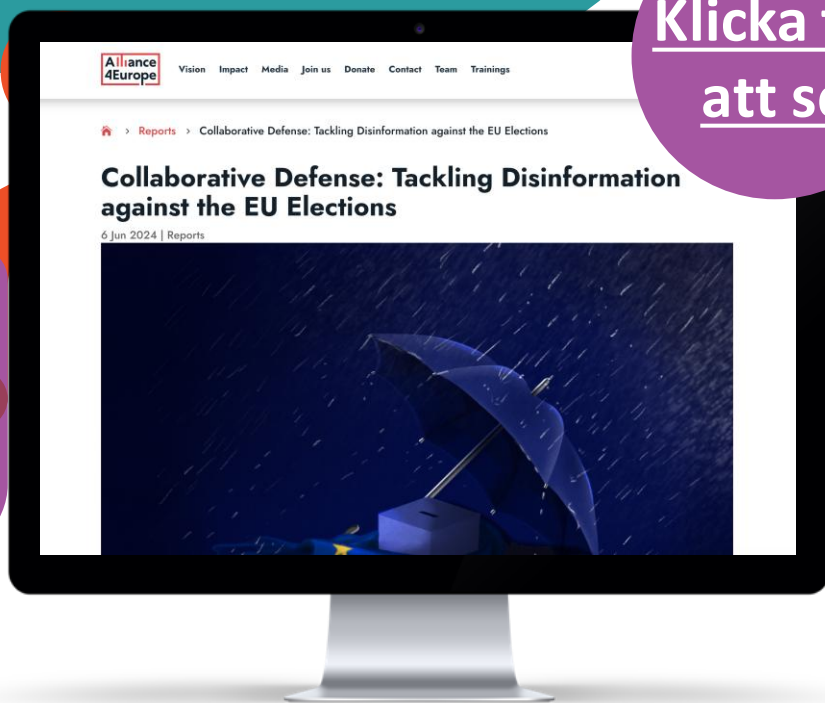 Klicka
att
Alliance
4Europe
Vision Impact Media Join us Donate Contact Team Trainings
> Reports > Collaborative Defense: Tackling Disinformation against the EU Elections
Collaborative Defense: Tackling Disinformation
against the EU Elections
6 Jun 2024 | Reports